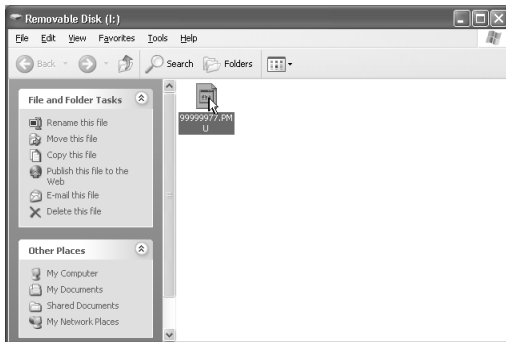 Removable Disk (I:)
File Edit View Favorites Tools Help
Back Search Folders
File and Folder Tasks
Rename this file
Move this file
Copy this file
Publish this file to the
Web
E-mail this file
Delete this file
Other Places
My Computer
My Documents
Shared Documents
My Network Places
99999977.PM
U